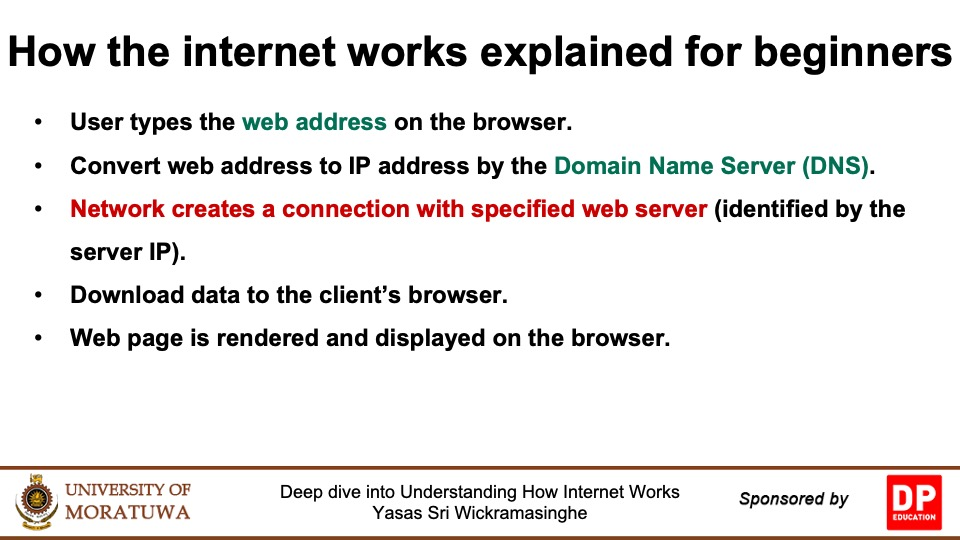 How the internet works explained for beginners
• User types the web address on the browser.
• Convert web address to IP address by the Domain Name Server (DNS).
• Network creates a connection with specified web server (identified by the
server IP).
• Download data to the client’s browser.
• Web page is rendered and displayed on the browser.
UNIVERSITY OF
MORATUWA
Deep dive into Understanding How Internet Works
Yasas Sri Wickramasinghe
Sponsored by
DP
EDUCATION